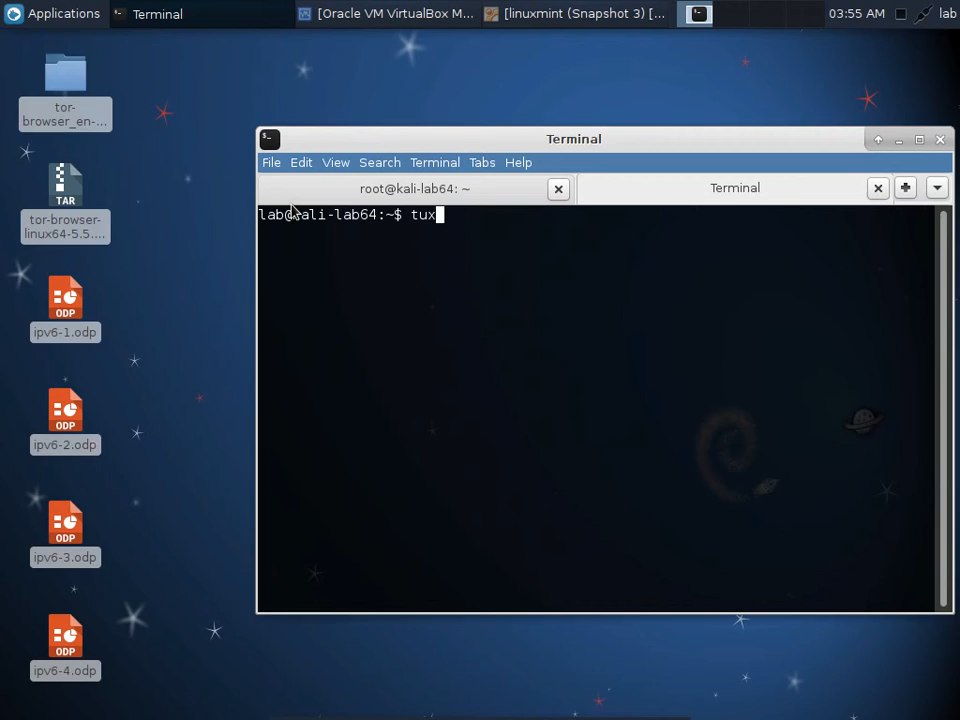 Applications
Terminal
[Oracle VM VirtualBox M...
[linuxmint (Snapshot 3) [...
03:55 AM
lab
tor-
browser_en-...
TAR
tor-browser-
linux64-5.5....
ODP
ipv6-1.odp
ODP
ipv6-2.odp
ODP
ipv6-3.odp
ODP
ipv6-4.odp
Terminal
File Edit View Search Terminal Tabs Help
root@kali-lab64: ~
Terminal
lab@kali-lab64:~$ tux